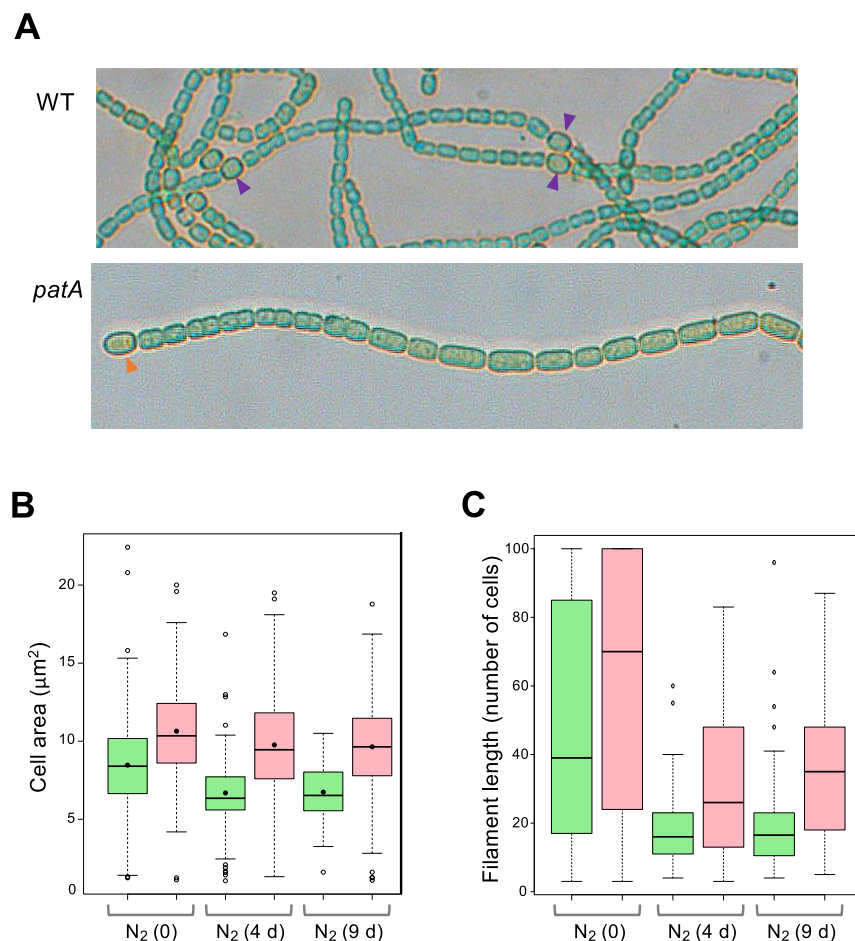 A
WT
patA
B
C
Cell area (μm²)
20
15
10
5
0
N₂ (0)
N₂ (4 d)
N₂ (9 d)
Filament length (number of cells)
100
80
60
40
20
0
N₂ (0)
N₂ (4 d)
N₂ (9 d)